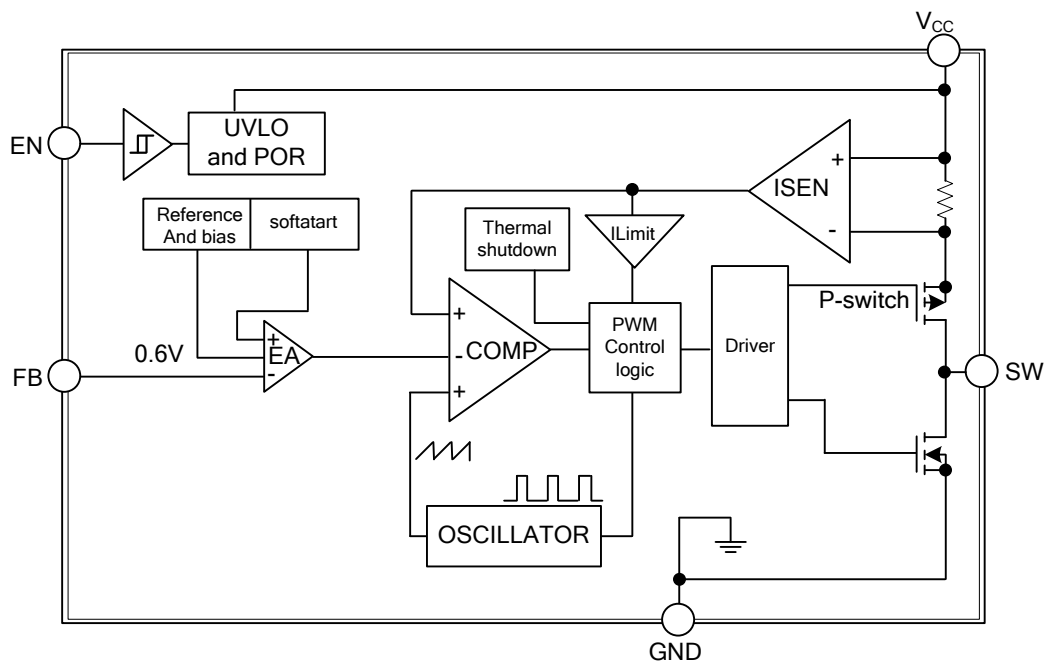 V_CC
EN
UVLO
and POR
Reference
And bias
softatart
Thermal
shutdown
ILimit
+
ISEN
-
P-switch
+
-
COMP
+
PWM
Control
logic
Driver
0.6V
+
EA
-
FB
SW
OSCILLATOR
GND